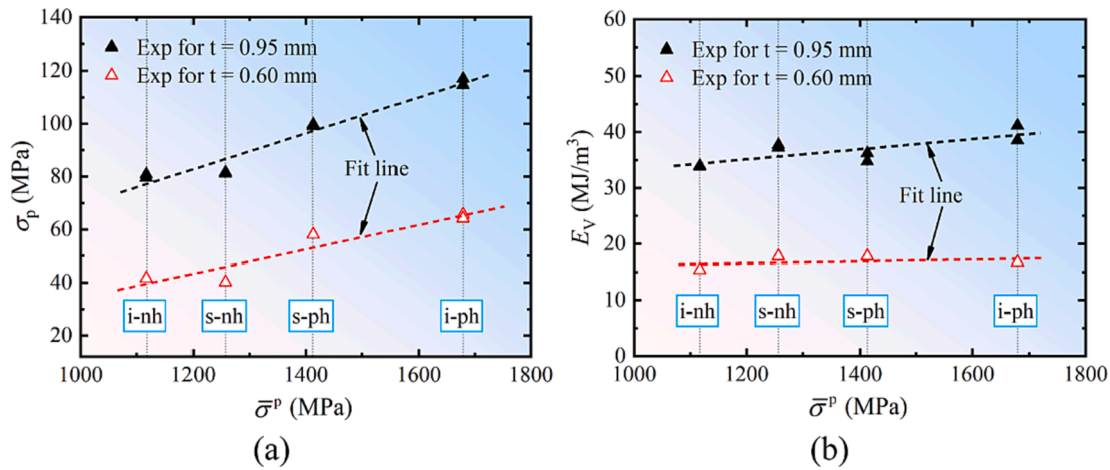 140
120
100
80
60
40
20
σp (MPa)
Exp for t = 0.95 mm
Exp for t = 0.60 mm
Fit line
i-nh
s-nh
s-ph
i-ph
1000 1200 1400 1600 1800
σ̅ᵖ (MPa)
(a)
60
50
40
30
20
10
0
EV (MJ/m³)
Exp for t = 0.95 mm
Exp for t = 0.60 mm
Fit line
i-nh
s-nh
s-ph
i-ph
1000 1200 1400 1600 1800
σ̅ᵖ (MPa)
(b)